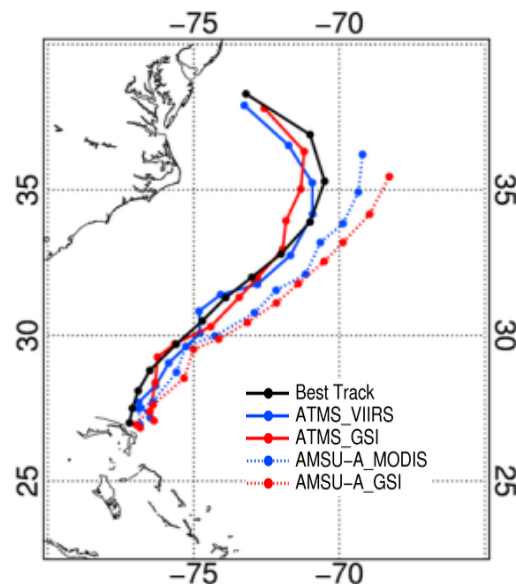 −75 −70
35 35
30 30
25 25
Best Track
ATMS_VIIRS
ATMS_GSI
AMSU−A_MODIS
AMSU−A_GSI
−75 −70